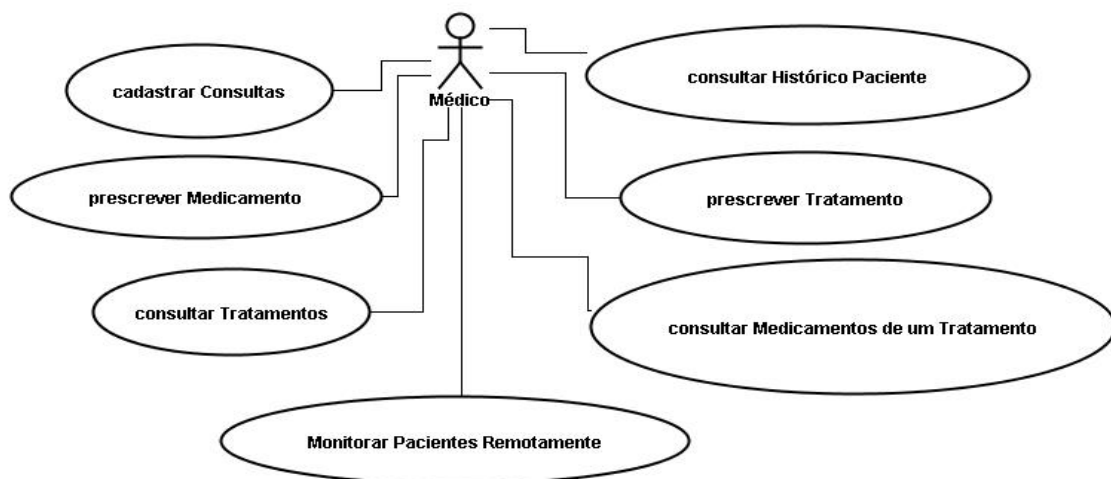 Médico
cadastrar Consultas
consultar Histórico Paciente
prescrever Medicamento
prescrever Tratamento
consultar Tratamentos
consultar Medicamentos de um Tratamento
Monitorar Pacientes Remotamente